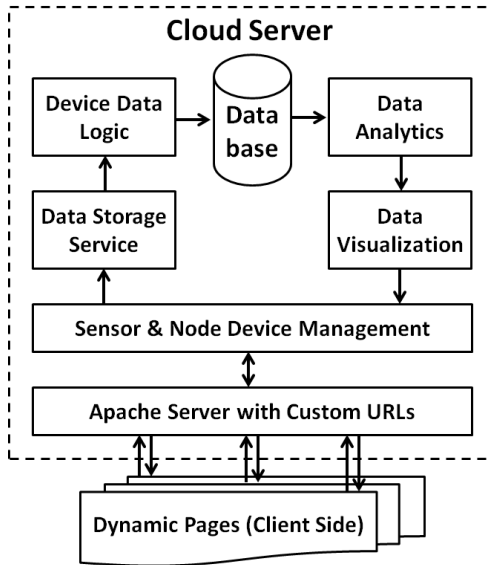 Cloud Server
Device Data
Logic
Data
base
Data
Analytics
Data Storage
Service
Data
Visualization
Sensor & Node Device Management
Apache Server with Custom URLs
Dynamic Pages (Client Side)